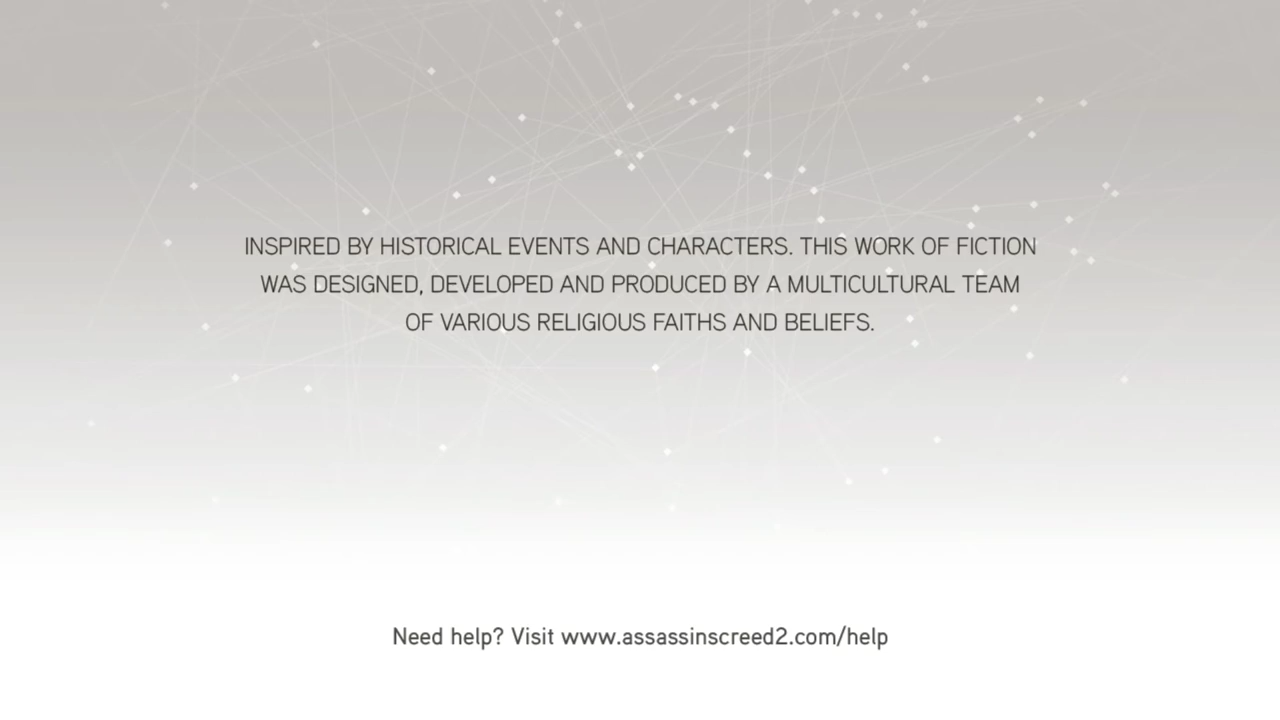 INSPIRED BY HISTORICAL EVENTS AND CHARACTERS. THIS WORK OF FICTION
WAS DESIGNED, DEVELOPED AND PRODUCED BY A MULTICULTURAL TEAM
OF VARIOUS RELIGIOUS FAITHS AND BELIEFS.
Need help? Visit www.assassinscreed2.com/help